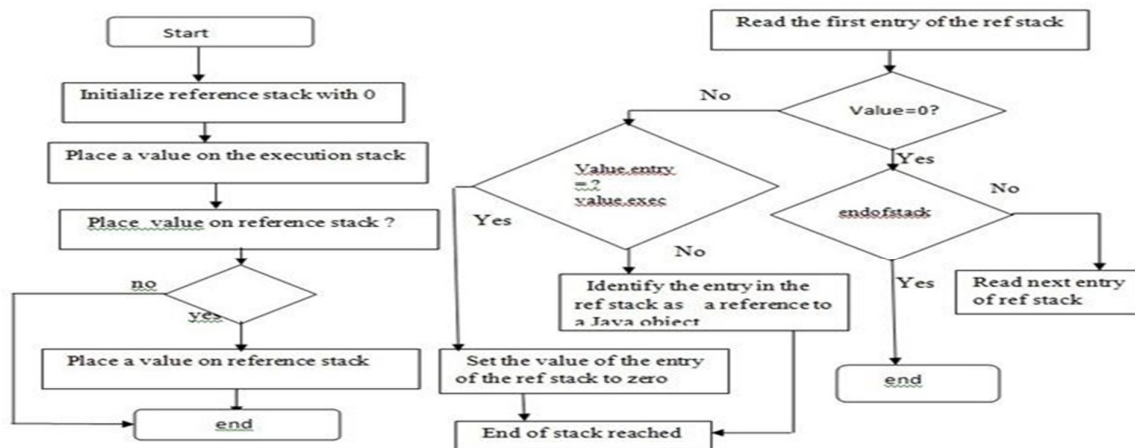 Start
Initialize reference stack with 0
Place a value on the execution stack
Place value on reference stack ?
no
yes
Place a value on reference stack
end
Read the first entry of the ref stack
No
Value=0?
Yes
Value.entry
=?
value.exec
Yes
No
endofstack
No
Identify the entry in the
ref stack as a reference to
a Java object
Yes
Read next entry
of ref stack
Set the value of the entry
of the ref stack to zero
end
End of stack reached